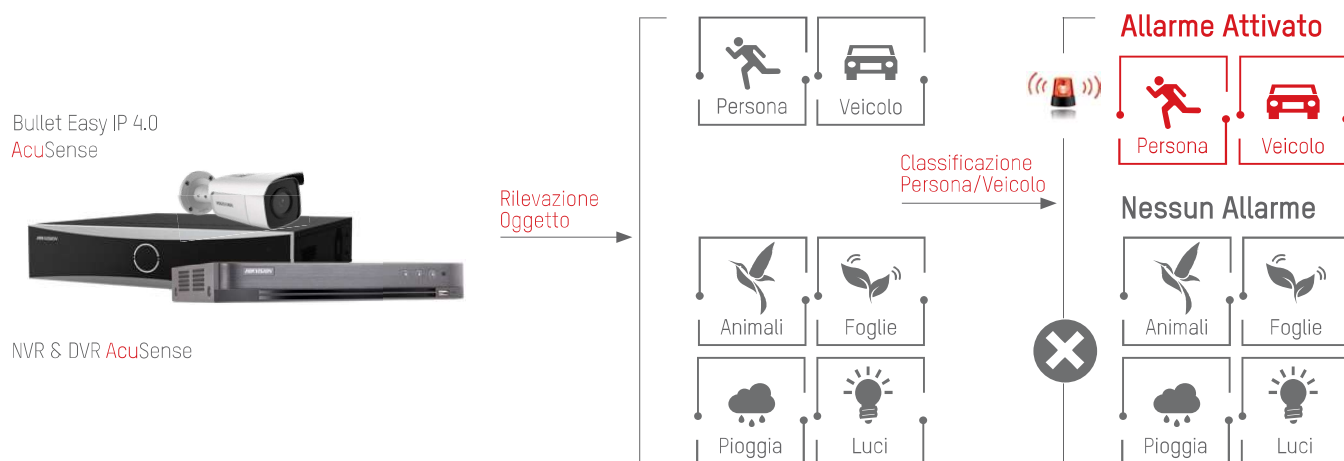 Bullet Easy IP 4.0
AcuSense
HIKVISION
NVR & DVR AcuSense
Rilevazione
Oggetto
Persona
Veicolo
Animali
Foglie
Pioggia
Luci
Classificazione
Persona/Veicolo
Allarme Attivato
Persona
Veicolo
Nessun Allarme
Animali
Foglie
Pioggia
Luci